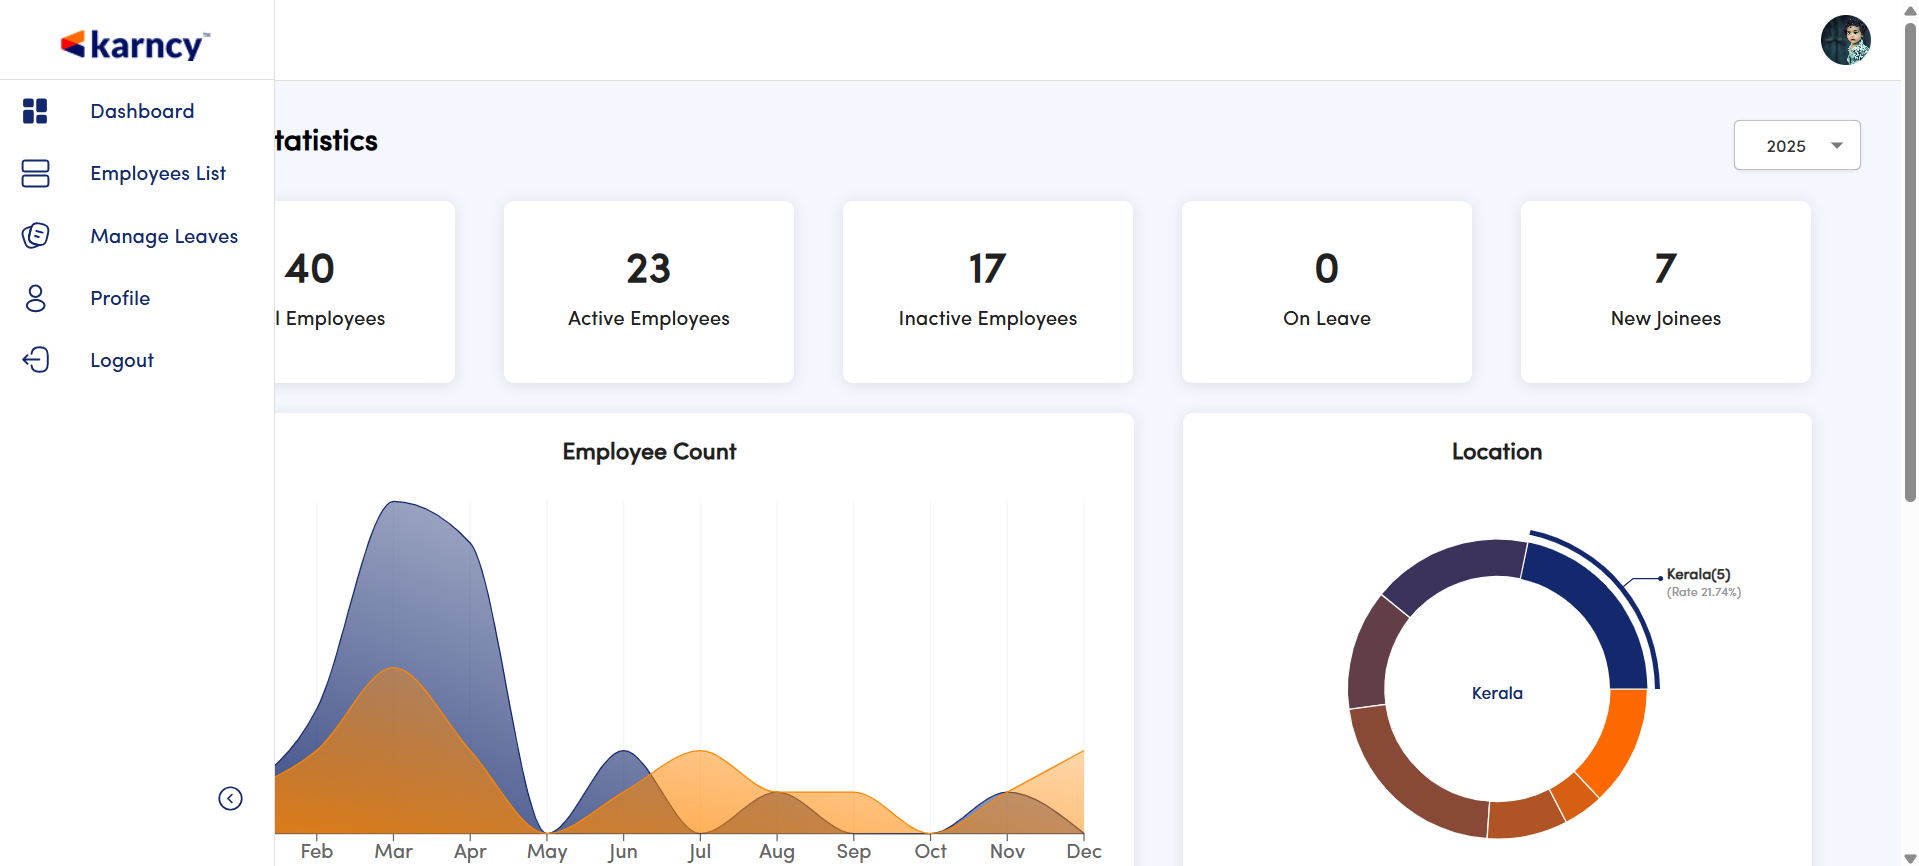 karncy™
Dashboard
Employees List
Manage Leaves
Profile
Logout
tatistics
2025
40
l Employees
23
Active Employees
17
Inactive Employees
0
On Leave
7
New Joinees
Employee Count
Feb Mar Apr May Jun Jul Aug Sep Oct Nov Dec
Location
Kerala(5)
(Rate 21.74%)
Kerala